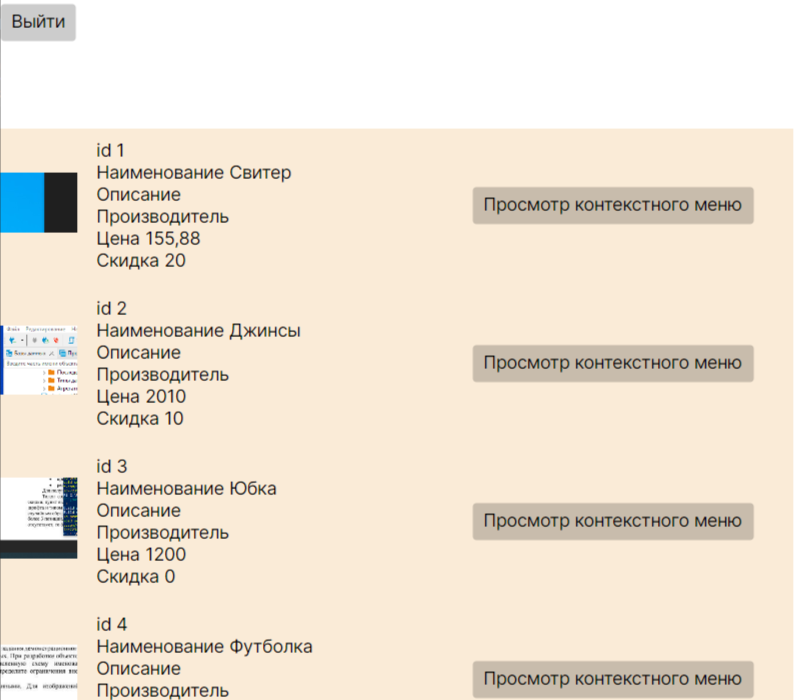 Выйти
id 1
Наименование Свитер
Описание
Производитель
Цена 155,88
Скидка 20
Просмотр контекстного меню
id 2
Наименование Джинсы
Описание
Производитель
Цена 2010
Скидка 10
Просмотр контекстного меню
id 3
Наименование Юбка
Описание
Производитель
Цена 1200
Скидка 0
Просмотр контекстного меню
id 4
Наименование Футболка
Описание
Производитель
Просмотр контекстного меню